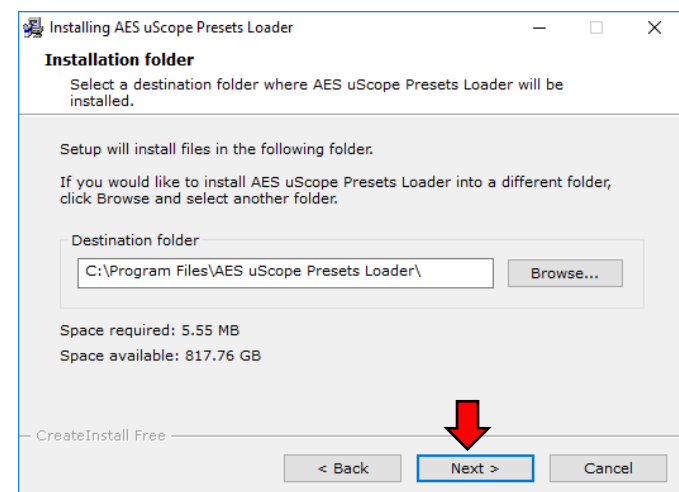 Installing AES uScope Presets Loader
Installation folder
Select a destination folder where AES uScope Presets Loader will be
installed.
Setup will install files in the following folder.
If you would like to install AES uScope Presets Loader into a different folder,
click Browse and select another folder.
Destination folder
C:\Program Files\AES uScope Presets Loader\
Browse...
Space required: 5.55 MB
Space available: 817.76 GB
CreateInstall Free
< Back
Next >
Cancel